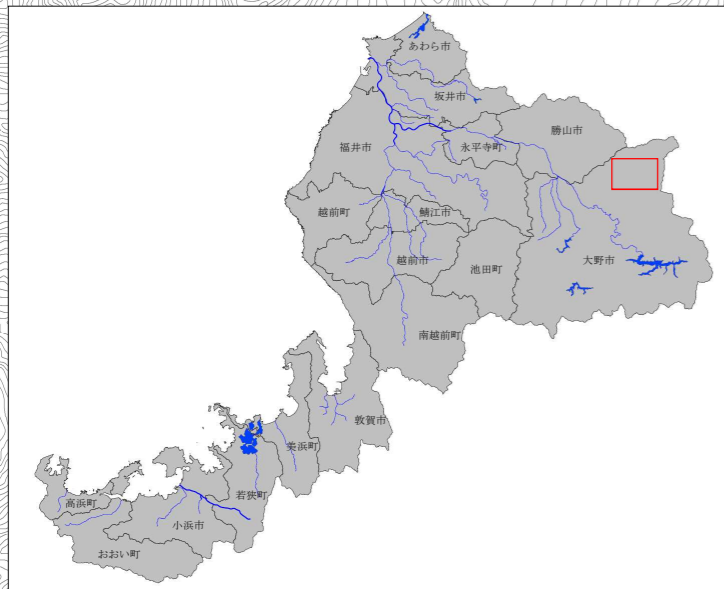 あわら市
坂井市
勝山市
永平寺町
福井市
越前町
鯖江市
越前市
池田町
大野市
南越前町
敦賀市
美浜町
若狭町
高浜町
小浜市
おおい町